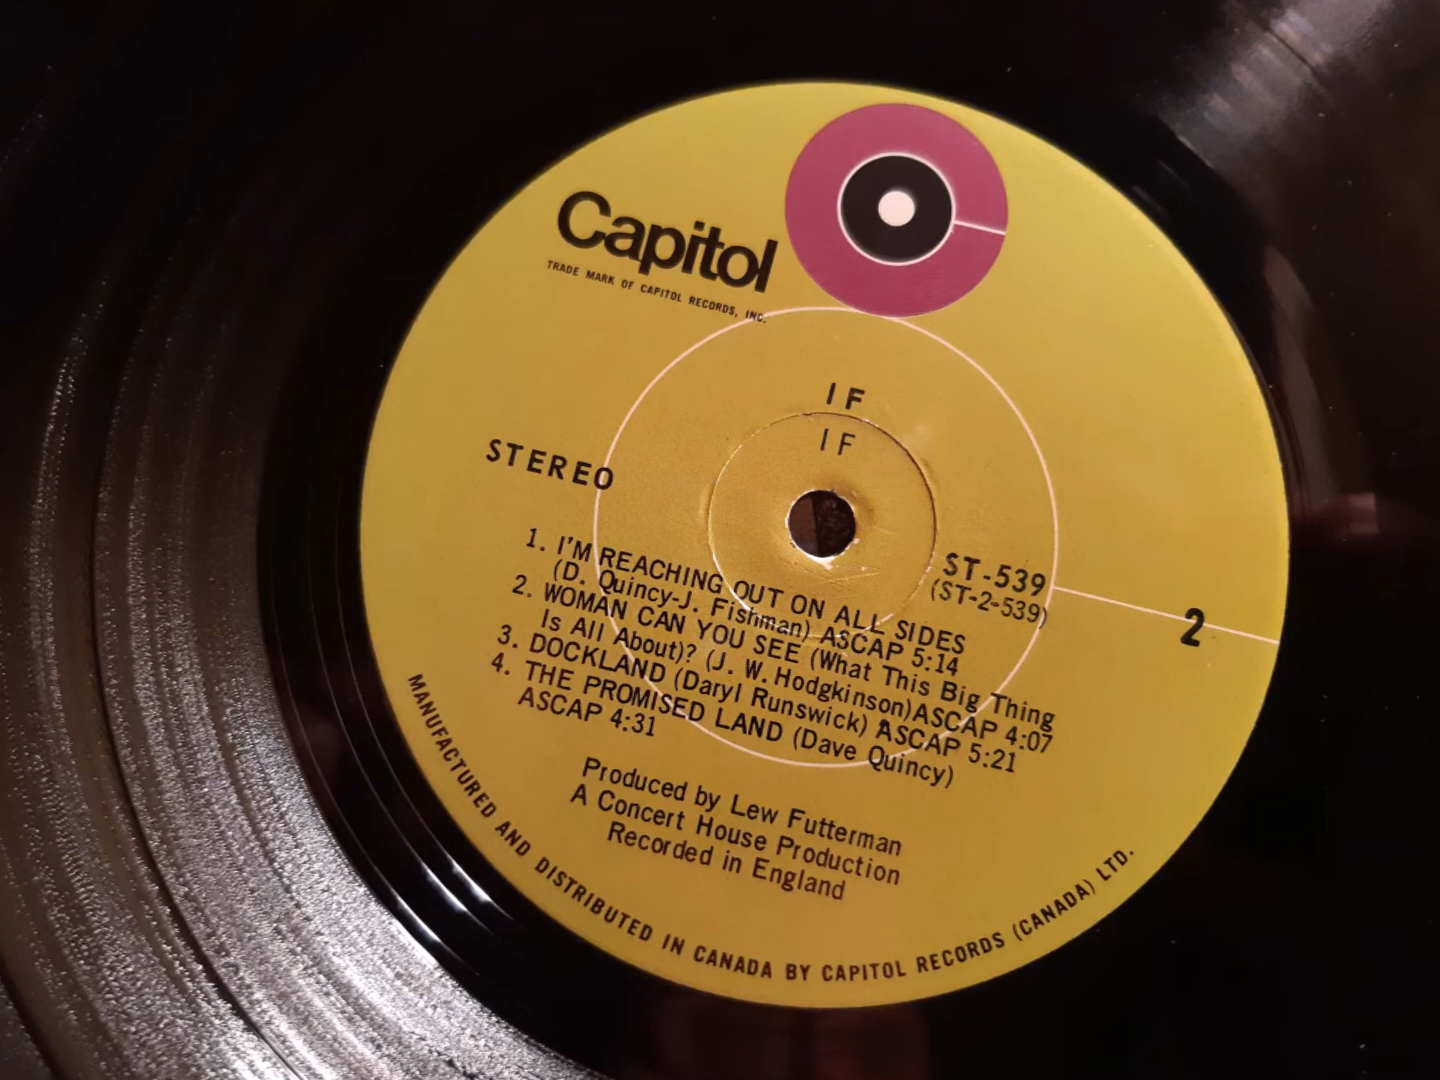 Capitol
TRADE MARK OF CAPITOL RECORDS, INC.
IF
IF
STEREO
ST-539
(ST-2-539)
2
1. I'M REACHING OUT ON ALL SIDES
(D. Quincy-J. Fishman) ASCAP 5:14
2. WOMAN CAN YOU SEE (What This Big Thing
Is All About)? (J. W. Hodgkinson)ASCAP 4:07
3. DOCKLAND (Daryl Runswick) ASCAP 5:21
4. THE PROMISED LAND (Dave Quincy)
ASCAP 4:31
Produced by Lew Futterman
A Concert House Production
Recorded in England
MANUFACTURED AND DISTRIBUTED IN CANADA BY CAPITOL RECORDS (CANADA) LTD.